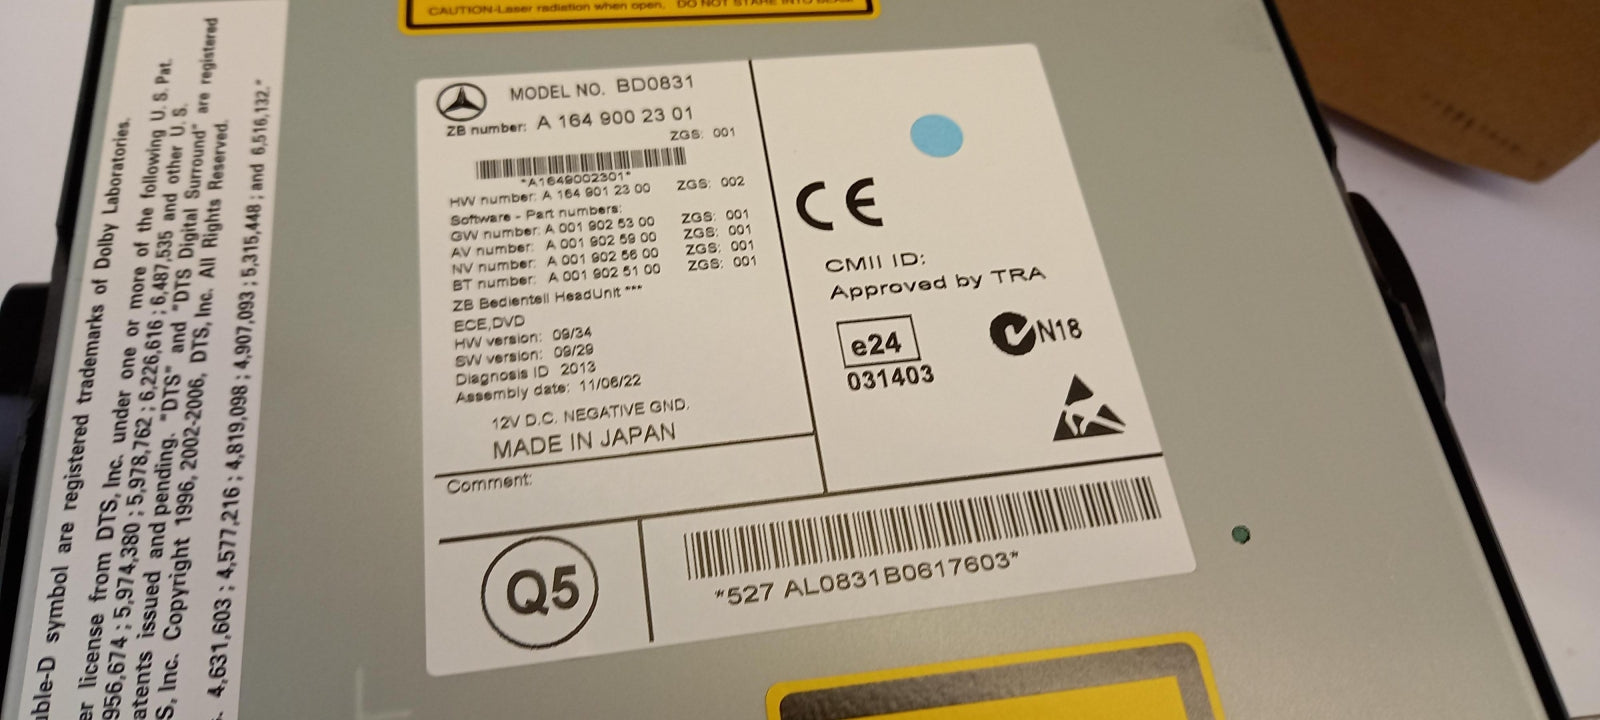 CAUTION-Laser radiation when open, DO NOT STARE INTO BEAM
MODEL NO. BD0831
ZB number: A 164 900 23 01
ZGS: 001
*A1649002301*
HW number: A 164 901 23 00 ZGS: 002
Software - Part numbers:
GW number: A 001 902 53 00 ZGS: 001
AV number: A 001 902 59 00 ZGS: 001
NV number: A 001 902 56 00 ZGS: 001
BT number: A 001 902 51 00 ZGS: 001
ZB Bedienteil HeadUnit ***
ECE,DVD
HW version: 09/34
SW version: 09/29
Diagnosis ID 2013
Assembly date: 11/06/22
12V D.C. NEGATIVE GND.
MADE IN JAPAN
Comment:
Q5
*527 AL0831B0617603*
CE
CMII ID:
Approved by TRA
e24
031403
N18
uble-D symbol are registered trademarks of Dolby Laboratories.
er license from DTS, Inc. under one or more of the following U.S. Pat.
956,674 ; 5,974,380 ; 5,978,762 ; 6,226,616 ; 6,487,535 and other U.S.
atents issued and pending. "DTS" and "DTS Digital Surround" are registered
S, Inc. Copyright 1996, 2002-2006, DTS, Inc. All Rights Reserved.
4,631,603 ; 4,577,216 ; 4,819,098 ; 4,907,093 ; 5,315,448 ; and 6,516,132."